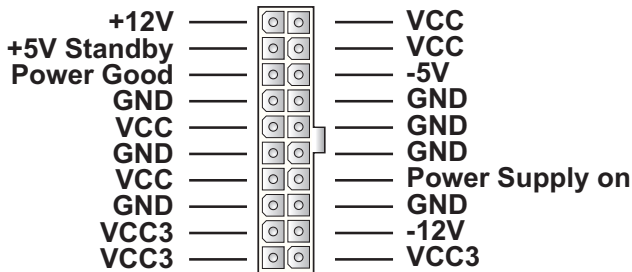 +12V VCC
+5V Standby VCC
Power Good -5V
GND GND
VCC GND
GND GND
VCC Power Supply on
GND GND
VCC3 -12V
VCC3 VCC3